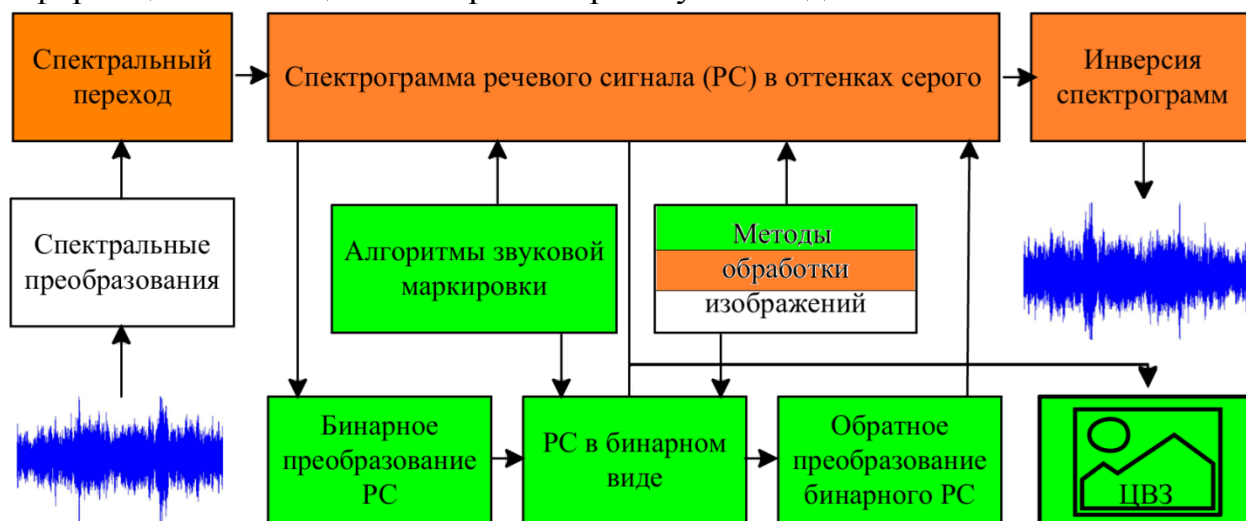 Спектральный
переход
Спектрограмма речевого сигнала (РС) в оттенках серого
Инверсия
спектрограмм
Спектральные
преобразования
Алгоритмы звуковой
маркировки
Методы
обработки
изображений
Бинарное
преобразование
РС
РС в бинарном
виде
Обратное
преобразование
бинарного РС
ЦВЗ